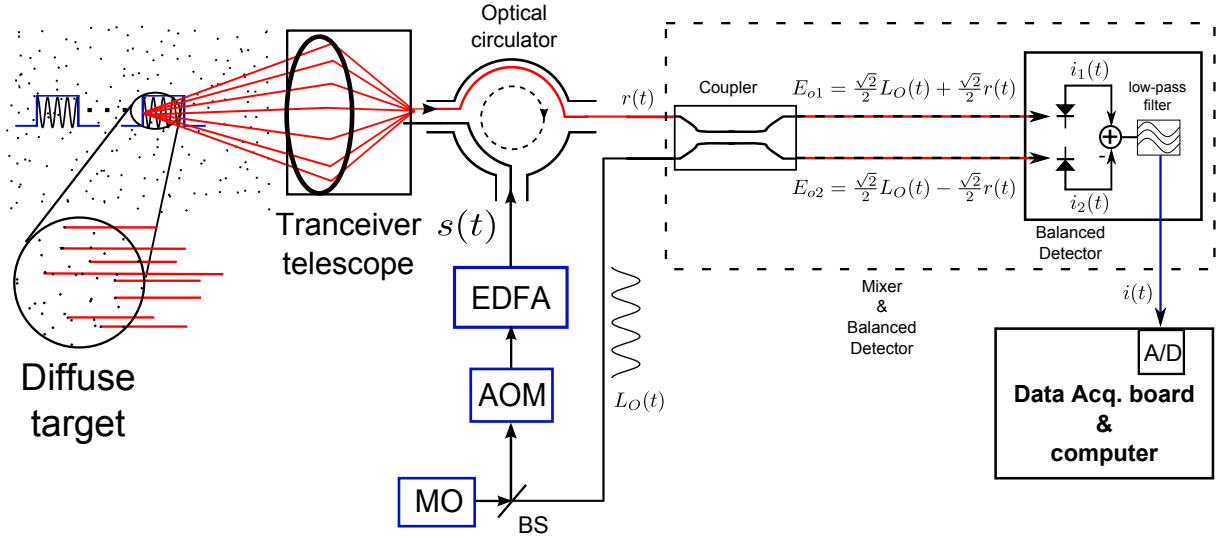 Optical
circulator
Tranceiver
telescope
Diffuse
target
s(t)
EDFA
AOM
MO
BS
L_O(t)
r(t)
Coupler
E_{o1} = \frac{\sqrt{2}}{2}L_O(t) + \frac{\sqrt{2}}{2}r(t)
E_{o2} = \frac{\sqrt{2}}{2}L_O(t) - \frac{\sqrt{2}}{2}r(t)
i_1(t)
low-pass
filter
+
-
i_2(t)
Balanced
Detector
Mixer
&
Balanced
Detector
i(t)
A/D
Data Acq. board
&
computer